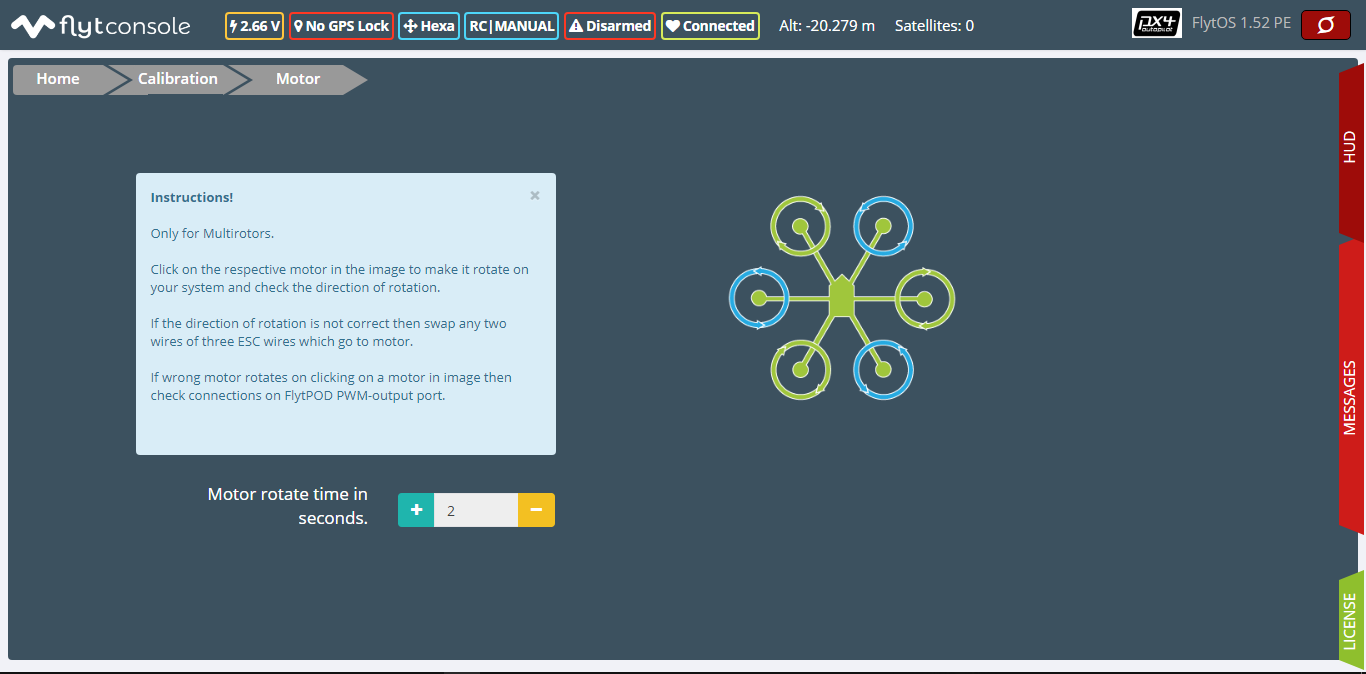 flytconsole
2.66 V
No GPS Lock
Hexa
RC|MANUAL
Disarmed
Connected
Alt: -20.279 m
Satellites: 0
px4
autopilot
FlytOS 1.52 PE
Home
Calibration
Motor
HUD
Instructions!
×
Only for Multirotors.
Click on the respective motor in the image to make it rotate on
your system and check the direction of rotation.
If the direction of rotation is not correct then swap any two
wires of three ESC wires which go to motor.
If wrong motor rotates on clicking on a motor in image then
check connections on FlytPOD PWM-output port.
MESSAGES
Motor rotate time in
seconds.
+
2
−
LICENSE